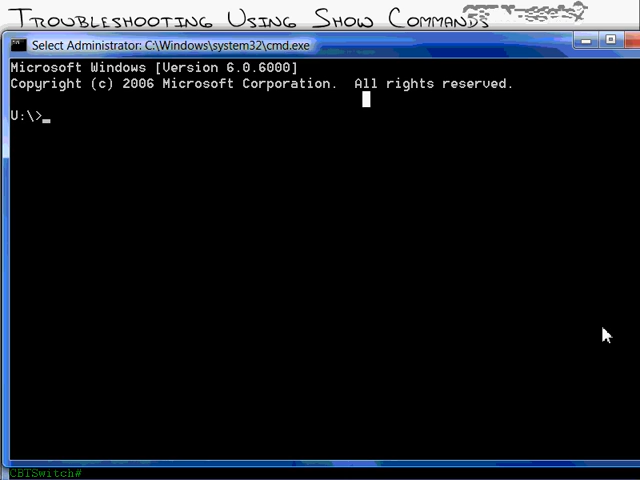 Troubleshooting Using Show Commands
Select Administrator: C:\Windows\system32\cmd.exe
Microsoft Windows [Version 6.0.6000]
Copyright (c) 2006 Microsoft Corporation.  All rights reserved.
U:\>_
CBTSwitch#